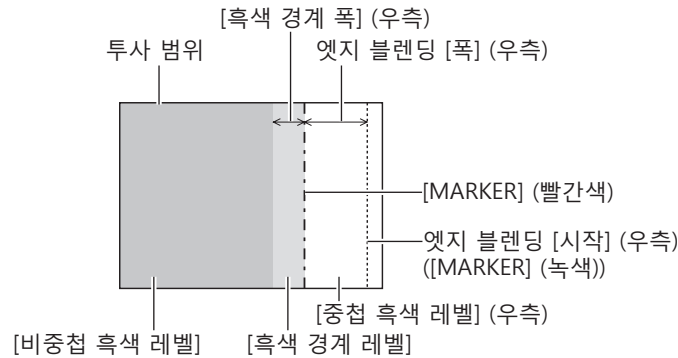 [흑색 경계 폭] (우측)
투사 범위
엣지 블렌딩 [폭] (우측)
[MARKER] (빨간색)
엣지 블렌딩 [시작] (우측)
([MARKER] (녹색))
[중첩 흑색 레벨] (우측)
[비중첩 흑색 레벨]
[흑색 경계 레벨]